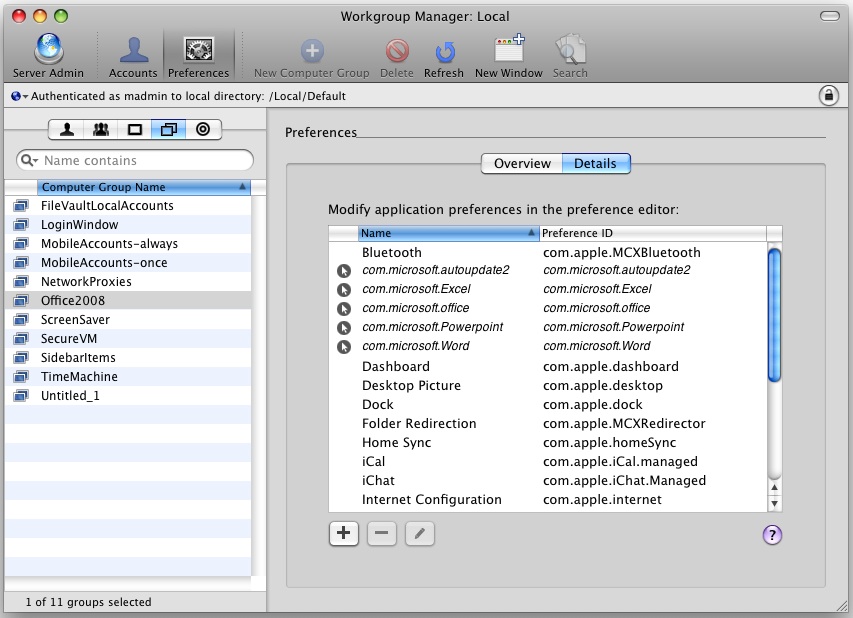 Workgroup Manager: Local
Server Admin Accounts Preferences New Computer Group Delete Refresh New Window Search
Authenticated as madmin to local directory: /Local/Default
Name contains
Computer Group Name
FileVaultLocalAccounts
LoginWindow
MobileAccounts-always
MobileAccounts-once
NetworkProxies
Office2008
ScreenSaver
SecureVM
SidebarItems
TimeMachine
Untitled_1
1 of 11 groups selected
Preferences
Overview Details
Modify application preferences in the preference editor:
Name Preference ID
Bluetooth com.apple.MCXBluetooth
com.microsoft.autoupdate2 com.microsoft.autoupdate2
com.microsoft.Excel com.microsoft.Excel
com.microsoft.office com.microsoft.office
com.microsoft.Powerpoint com.microsoft.Powerpoint
com.microsoft.Word com.microsoft.Word
Dashboard com.apple.dashboard
Desktop Picture com.apple.desktop
Dock com.apple.dock
Folder Redirection com.apple.MCXRedirector
Home Sync com.apple.homeSync
iCal com.apple.iCal.managed
iChat com.apple.iChat.Managed
Internet Configuration com.apple.internet
?